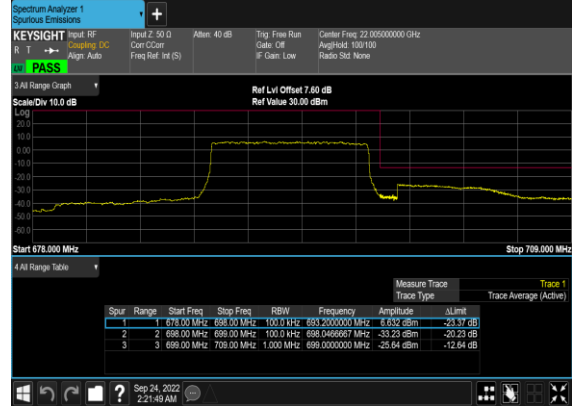 Spectrum Analyzer 1
Spurious Emissions
+
KEYSIGHT Input: RF Input Z: 50 Ω Atten: 40 dB Trig: Free Run Center Freq: 22.005000000 GHz
R T Coupling: DC Corr CCorr Gate: Off Avg|Hold: 100/100
Align: Auto Freq Ref: Int (S) IF Gain: Low Radio Std: None
PASS
3 All Range Graph
Ref Lvl Offset 7.60 dB
Scale/Div 10.0 dB Ref Value 30.00 dBm
Log
20.0
10.0
0.00
-10.0
-20.0
-30.0
-40.0
-50.0
-60.0
Start 678.000 MHz Stop 709.000 MHz
4 All Range Table
Measure Trace Trace 1
Trace Type Trace Average (Active)
Spur Range Start Freq Stop Freq RBW Frequency Amplitude ΔLimit
1 1 678.00 MHz 698.00 MHz 100.0 kHz 693.2000000 MHz 6.632 dBm -23.37 dB
2 2 698.00 MHz 699.00 MHz 100.0 kHz 698.0466667 MHz -33.23 dBm -20.23 dB
3 3 699.00 MHz 709.00 MHz 1.000 MHz 699.0000000 MHz -25.64 dBm -12.64 dB
? Sep 24, 2022
2:21:49 AM